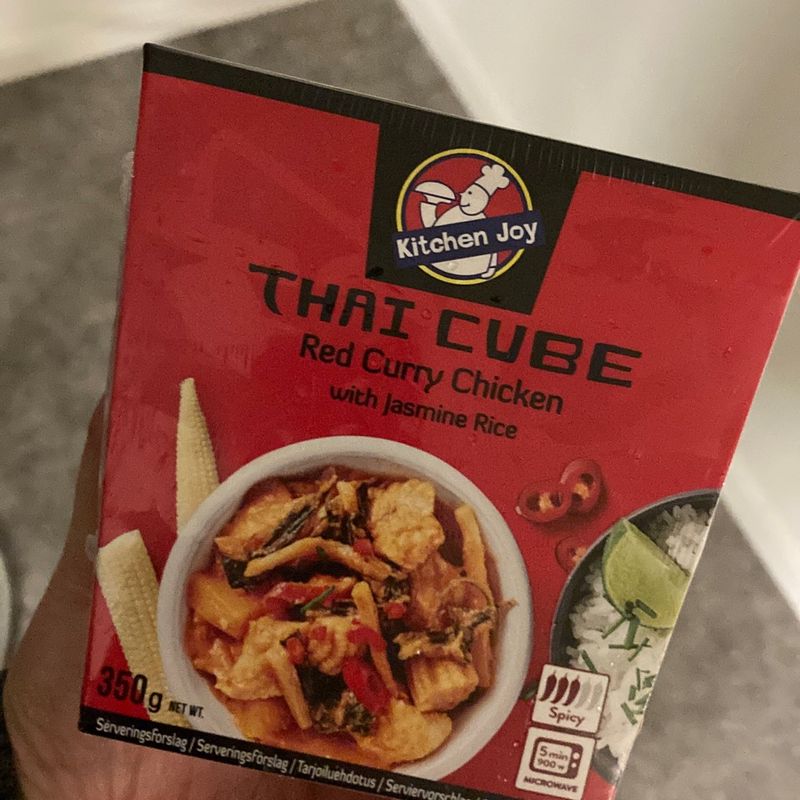 Kitchen Joy
THAI CUBE
Red Curry Chicken
with Jasmine Rice
350g NET WT.
Spicy
5 min
900 W
MICROWAVE
Serveringsforslag / Serveringsförslag / Tarjoiluehdotus /